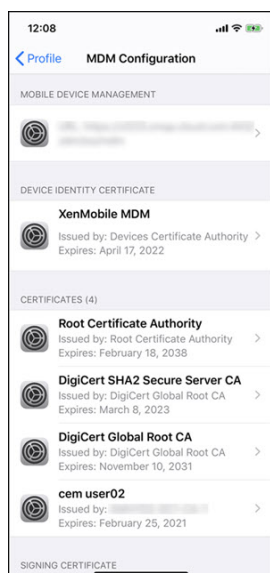 12:08
Profile
MDM Configuration
MOBILE DEVICE MANAGEMENT
DEVICE IDENTITY CERTIFICATE
XenMobile MDM
Issued by: Devices Certificate Authority
Expires: April 17, 2022
CERTIFICATES (4)
Root Certificate Authority
Issued by: Root Certificate Authority
Expires: February 18, 2038
DigiCert SHA2 Secure Server CA
Issued by: DigiCert Global Root CA
Expires: March 8, 2023
DigiCert Global Root CA
Issued by: DigiCert Global Root CA
Expires: November 10, 2031
cem user02
Issued by:
Expires: February 25, 2021
SIGNING CERTIFICATE